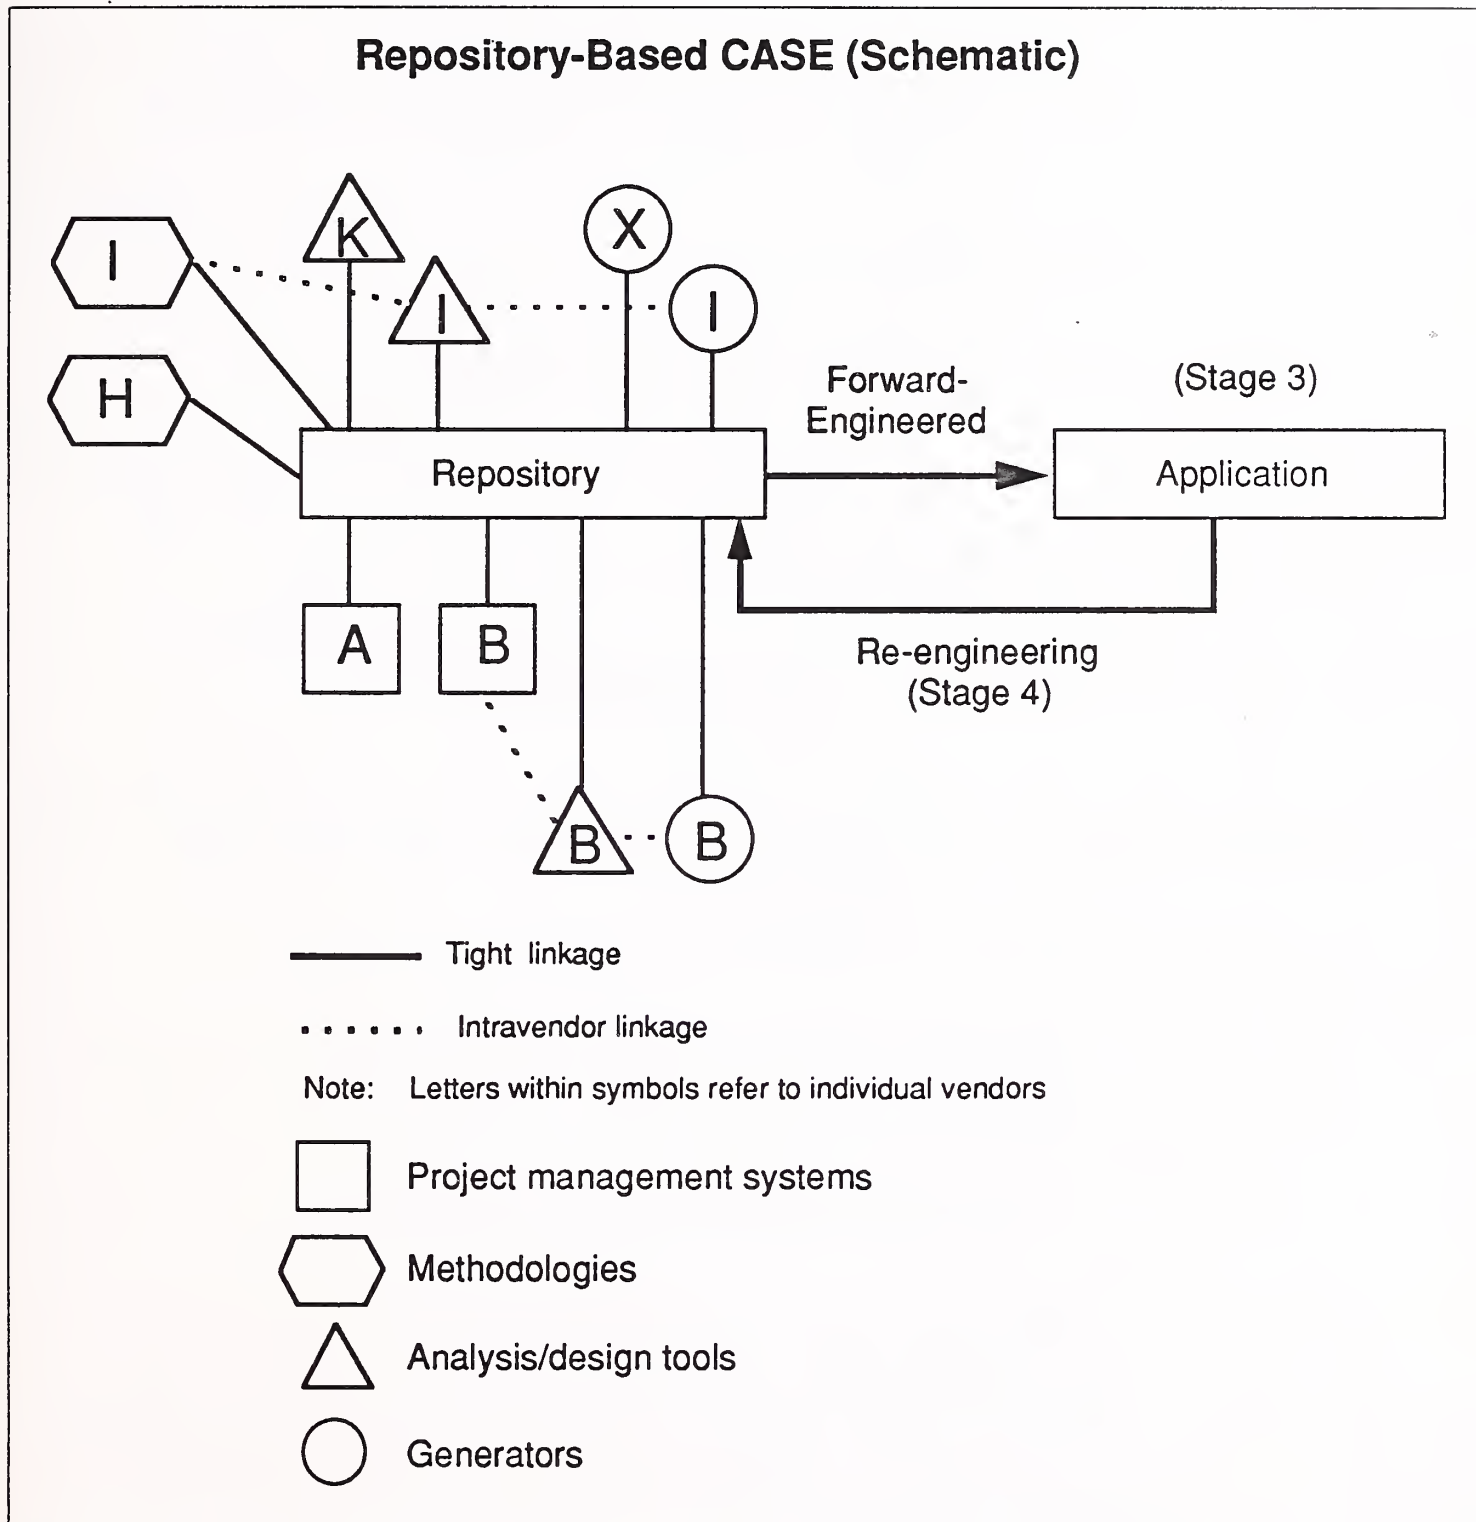 Repository-Based CASE (Schematic)
K
X
I
I
I
H
Forward-
Engineered
(Stage 3)
Repository
Application
A
B
Re-engineering
(Stage 4)
B
B
Tight linkage
Intravendor linkage
Note: Letters within symbols refer to individual vendors
Project management systems
Methodologies
Analysis/design tools
Generators